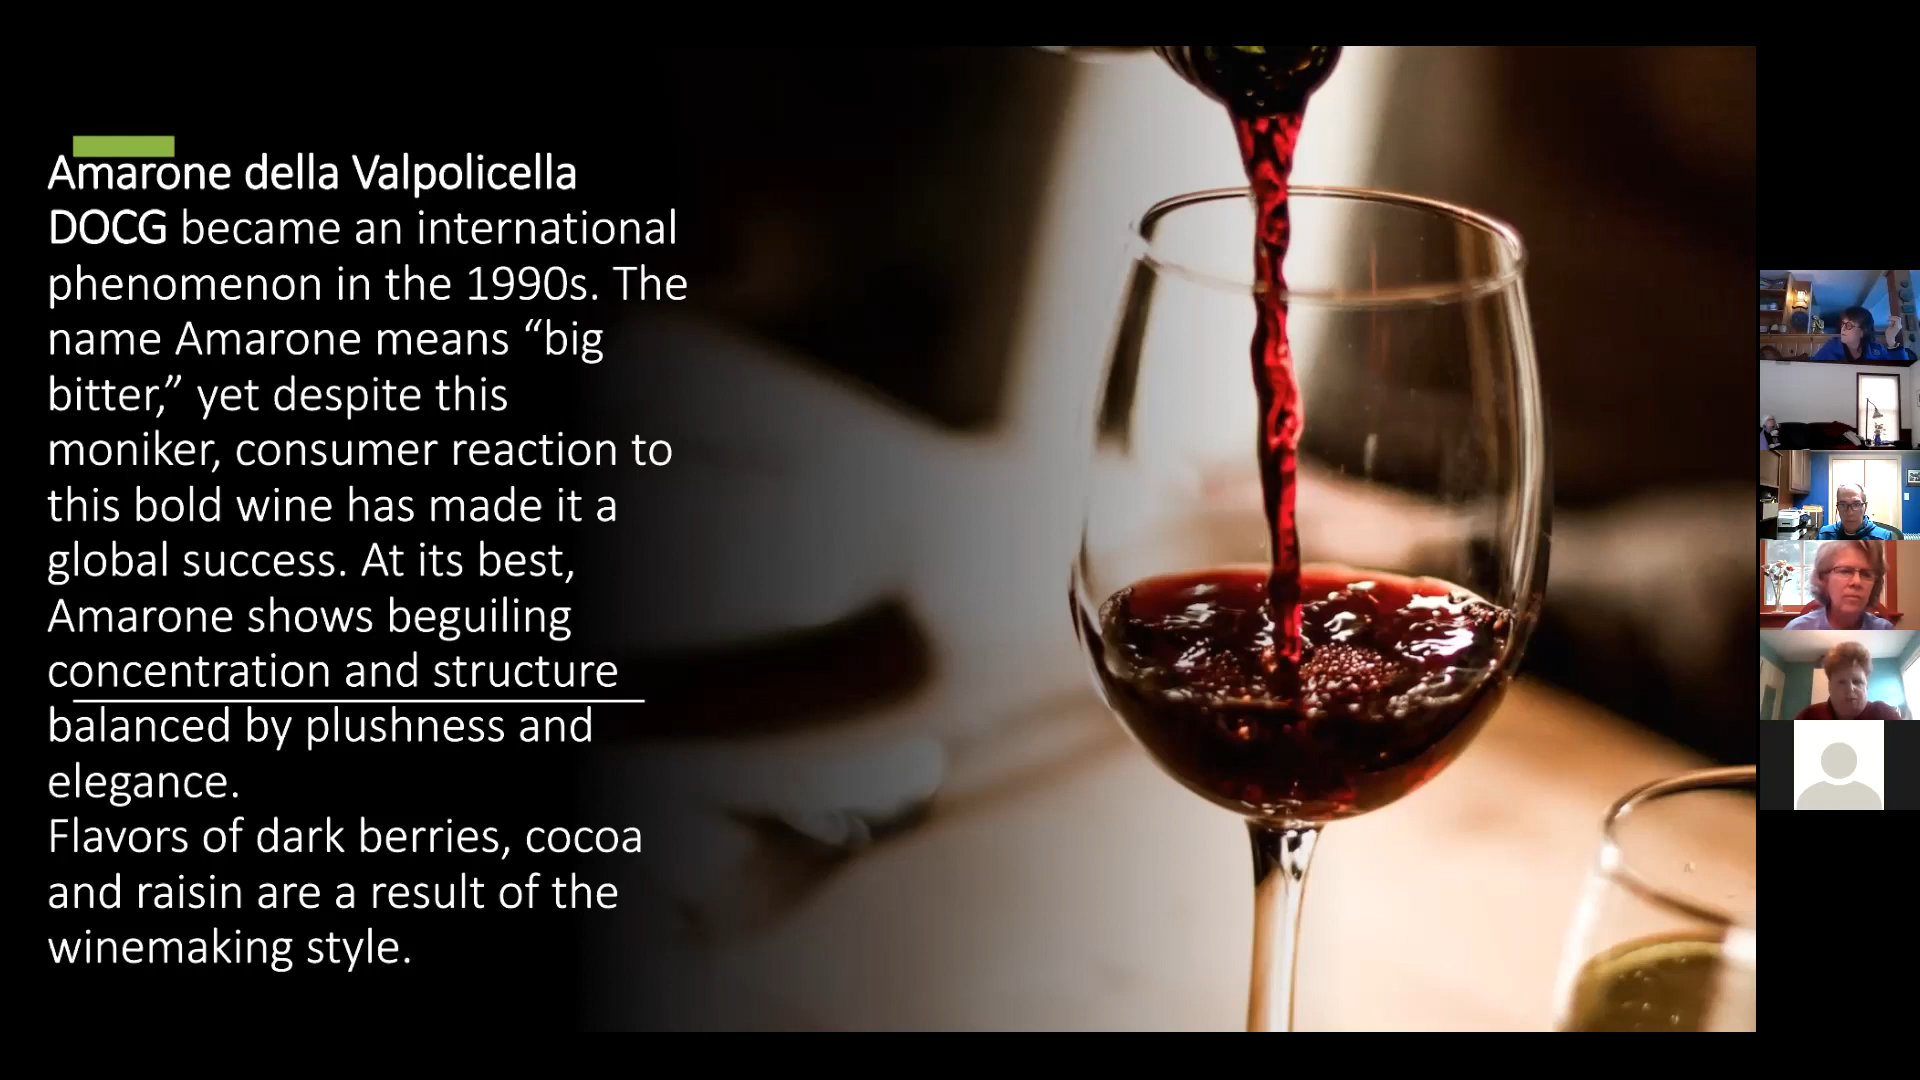 Amarone della Valpolicella
DOCG became an international
phenomenon in the 1990s. The
name Amarone means “big
bitter,” yet despite this
moniker, consumer reaction to
this bold wine has made it a
global success. At its best,
Amarone shows beguiling
concentration and structure
balanced by plushness and
elegance.
Flavors of dark berries, cocoa
and raisin are a result of the
winemaking style.